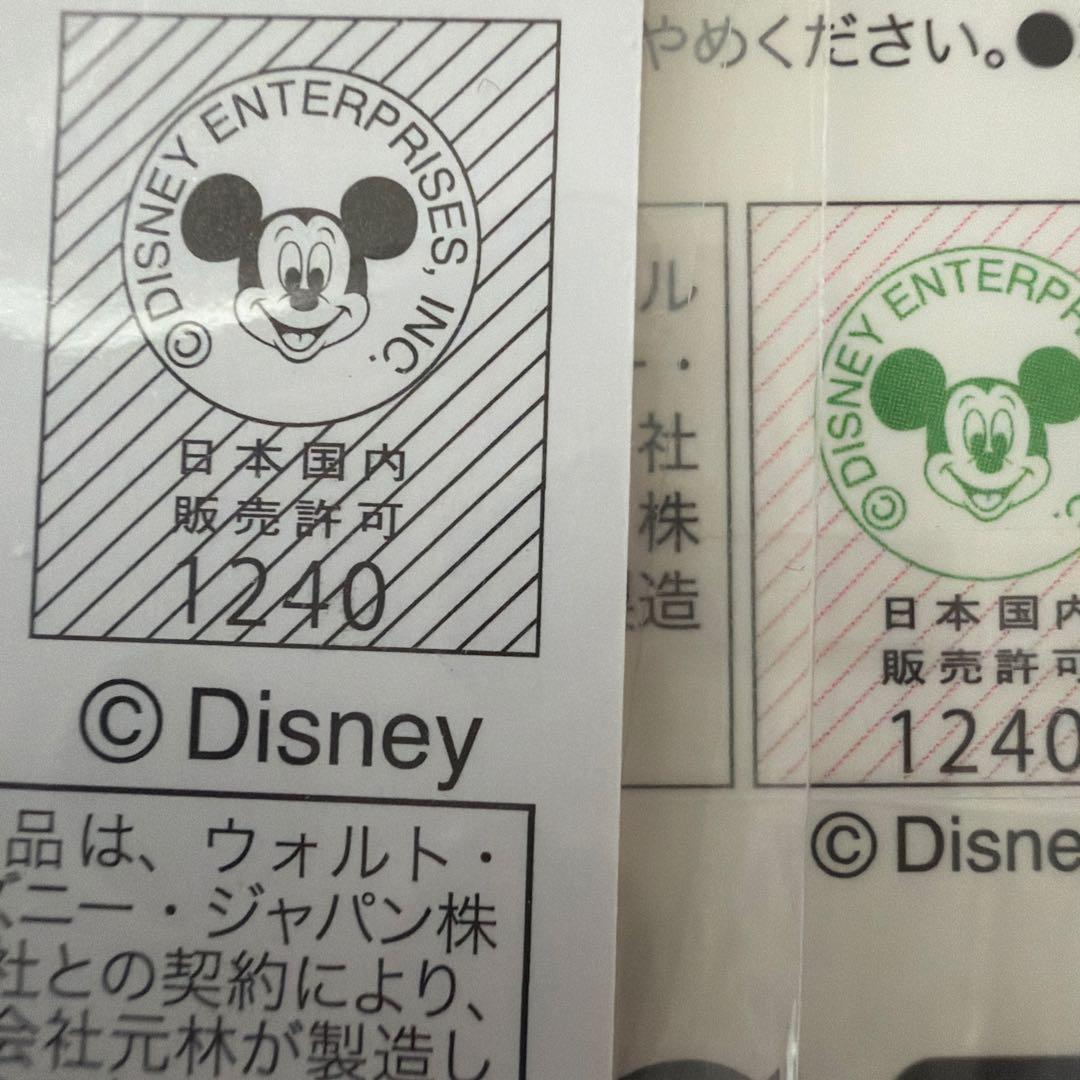 ©DISNEY ENTERPRISES, INC.
日本国内
販売許可
1240
©Disney
品は、ウォルト・
ズニー・ジャパン株
社との契約により、
会社元林が製造し
やめください。●
ル
ー・
社
株
造
©DISNEY ENTERPR
C.
日本国内
販売許可
1240
©Disne